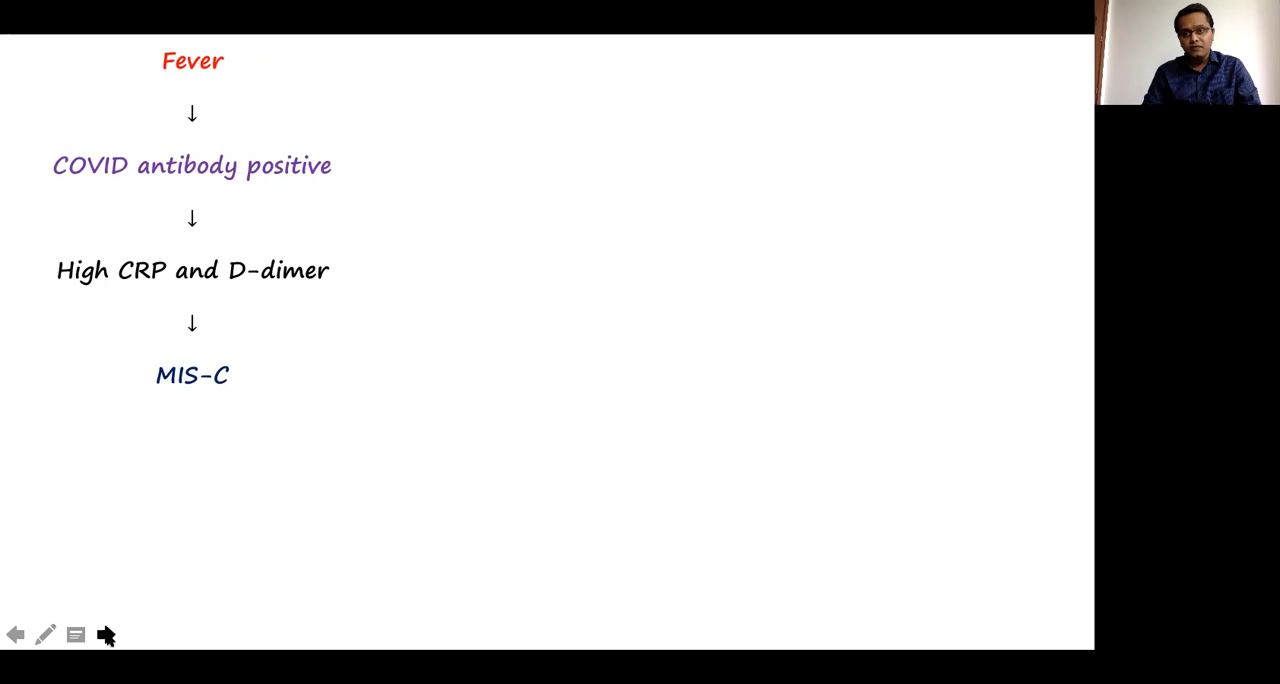 Fever
↓
COVID antibody positive
↓
High CRP and D-dimer
↓
MIS-C